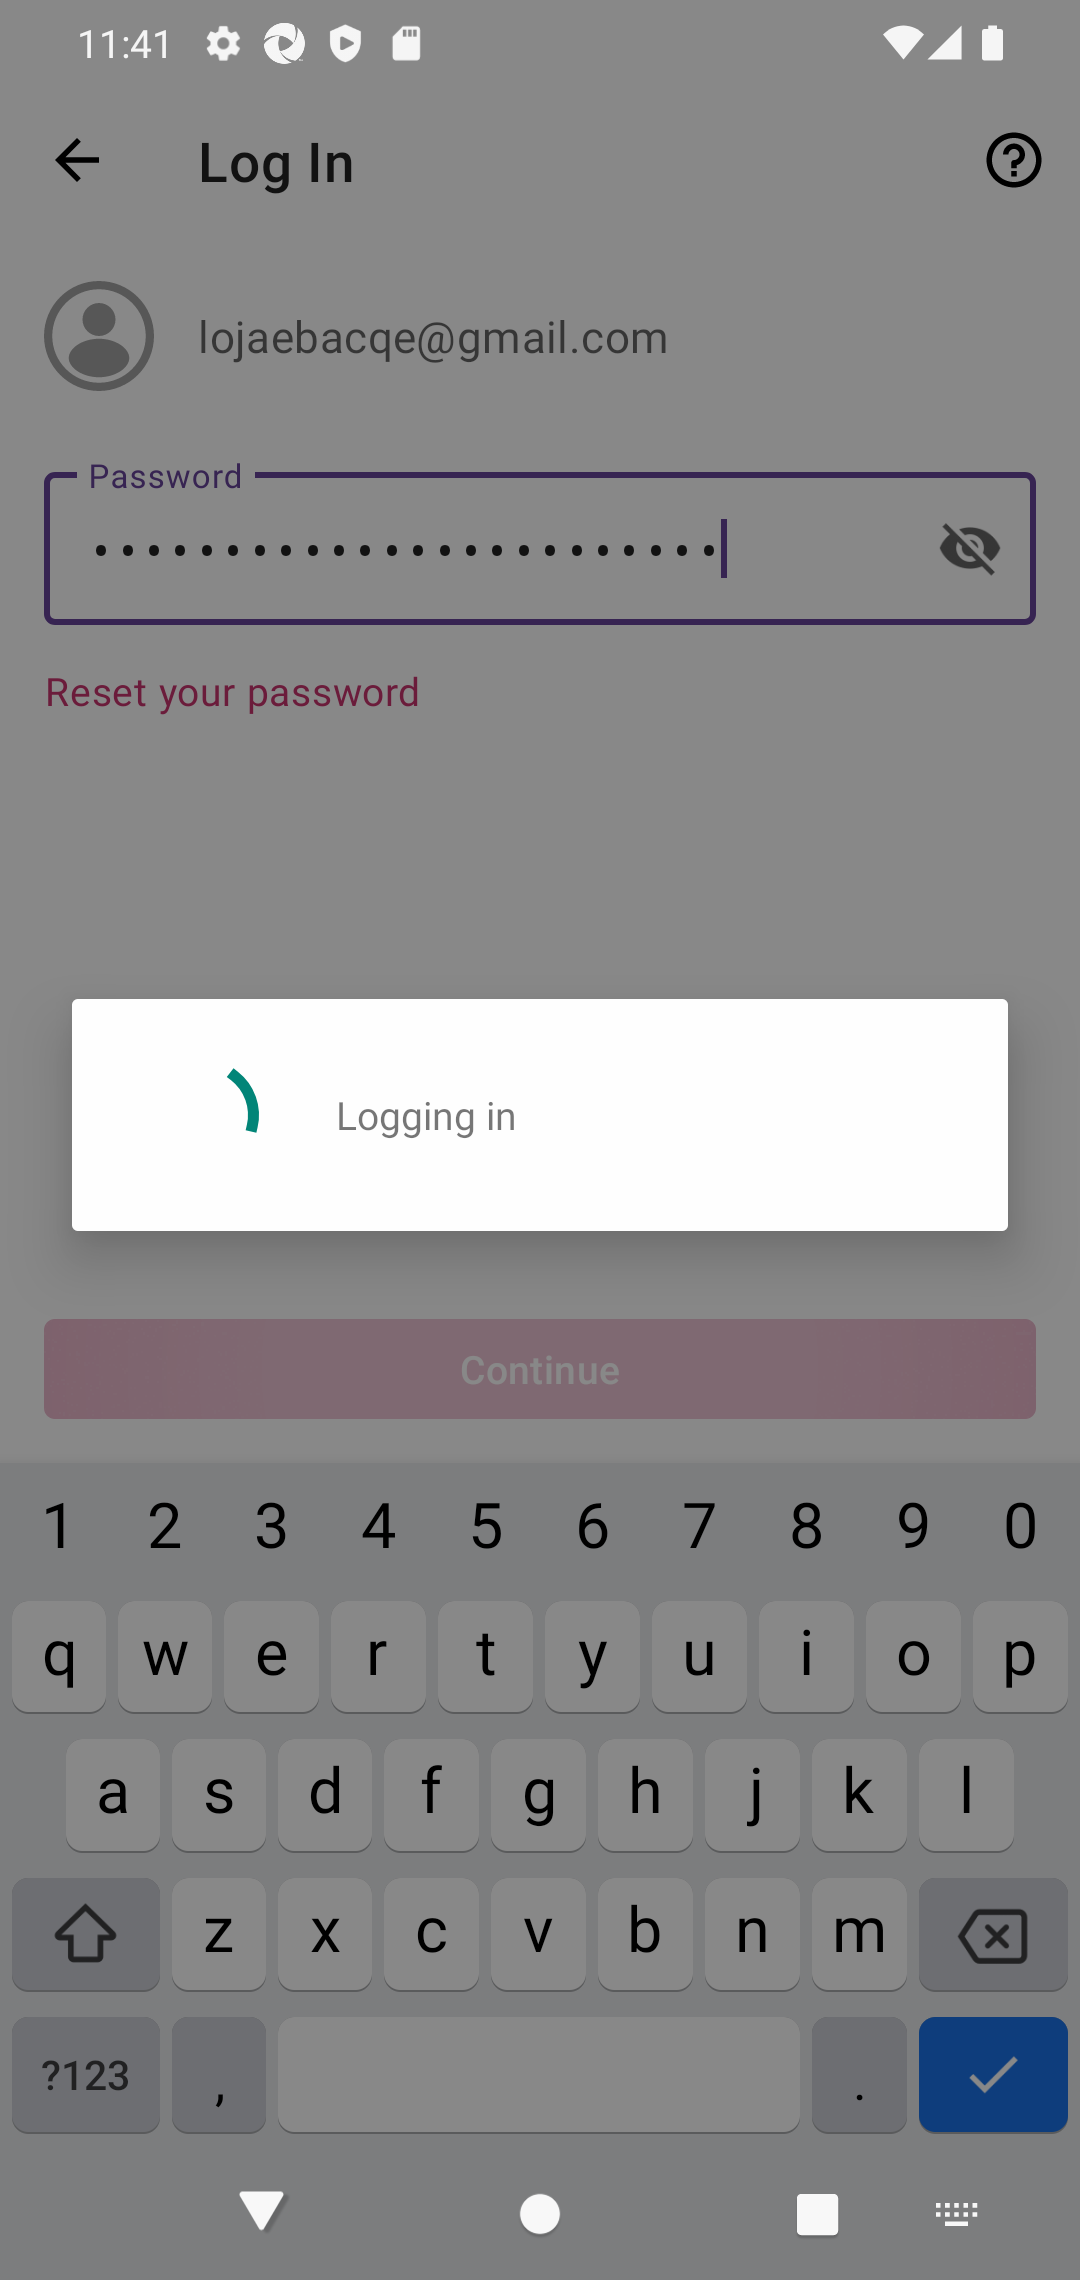 11:41
Log In
lojaebacqe@gmail.com
Password
••••••••••••••••••••••••
Reset your password
Logging in
Continue
1 2 3 4 5 6 7 8 9 0
q w e r t y u i o p
a s d f g h j k l
z x c v b n m
?123 , .